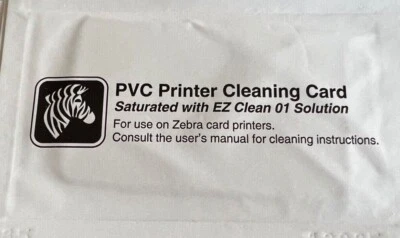 PVC Printer Cleaning Card
Saturated with EZ Clean 01 Solution
For use on Zebra card printers.
Consult the user's manual for cleaning instructions.